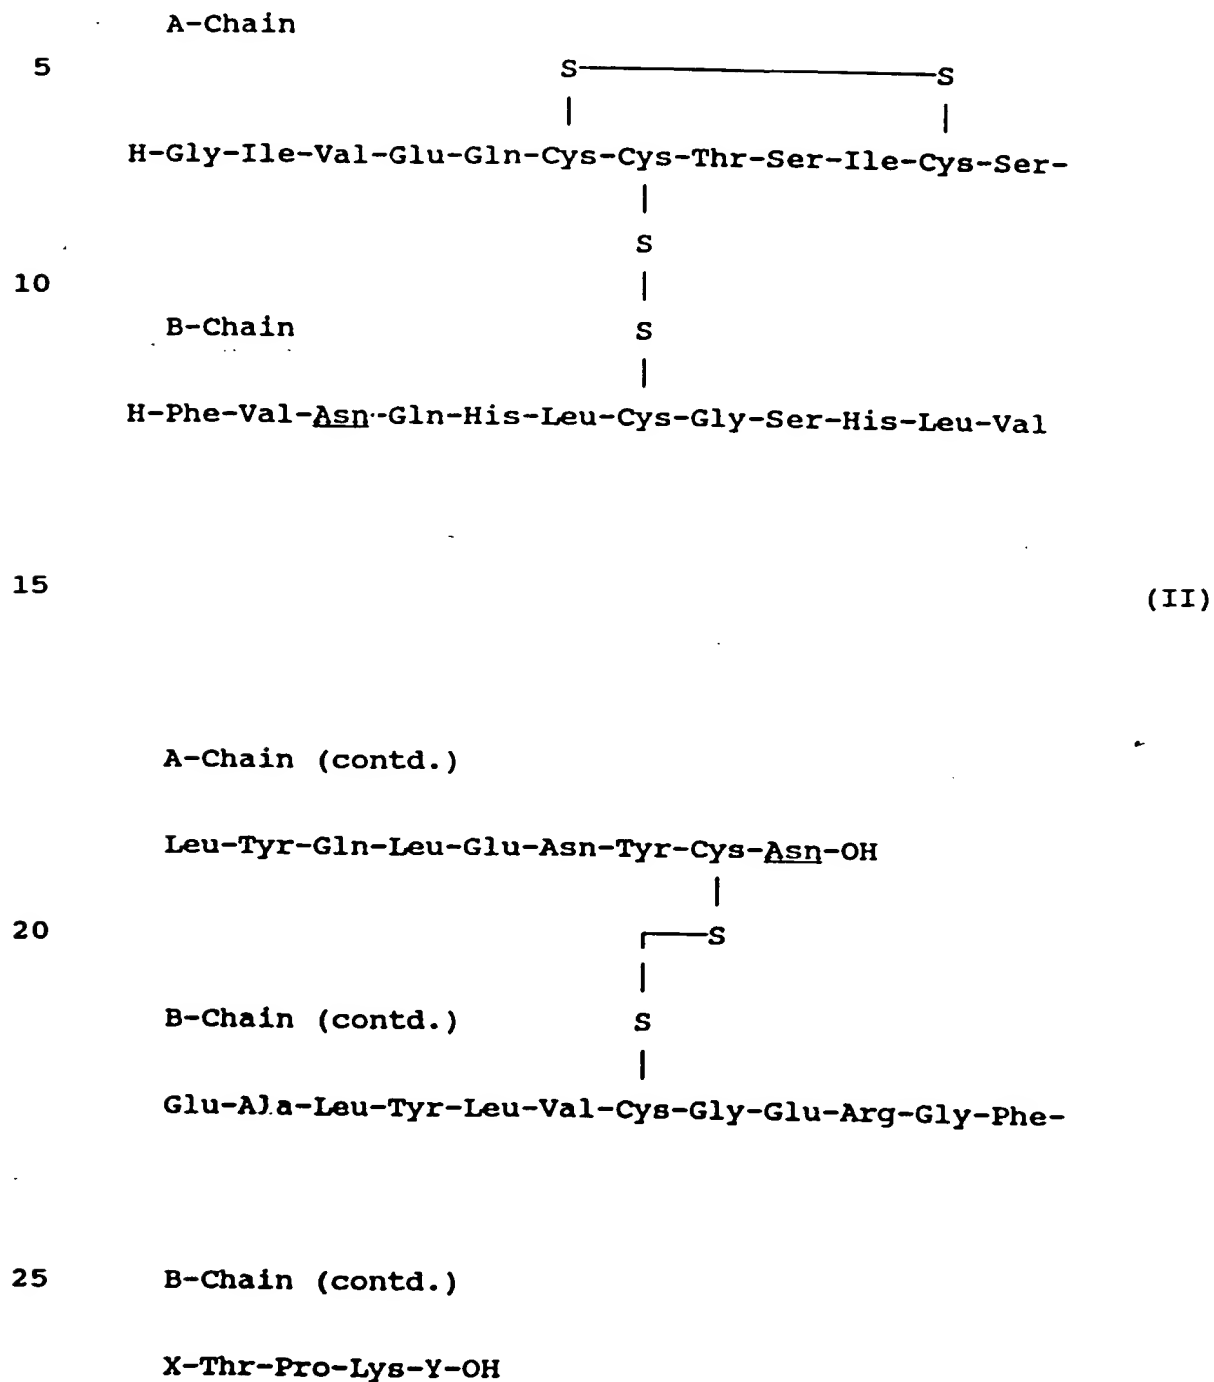 A-Chain
5 S S
H-Gly-Ile-Val-Glu-Gln-Cys-Cys-Thr-Ser-Ile-Cys-Ser-
S
10
B-Chain S
H-Phe-Val-Asn-Gln-His-Leu-Cys-Gly-Ser-His-Leu-Val
15 (II)
A-Chain (contd.)
Leu-Tyr-Gln-Leu-Glu-Asn-Tyr-Cys-Asn-OH
20 S
B-Chain (contd.) S
Glu-Ala-Leu-Tyr-Leu-Val-Cys-Gly-Glu-Arg-Gly-Phe-
25 B-Chain (contd.)
X-Thr-Pro-Lys-Y-OH